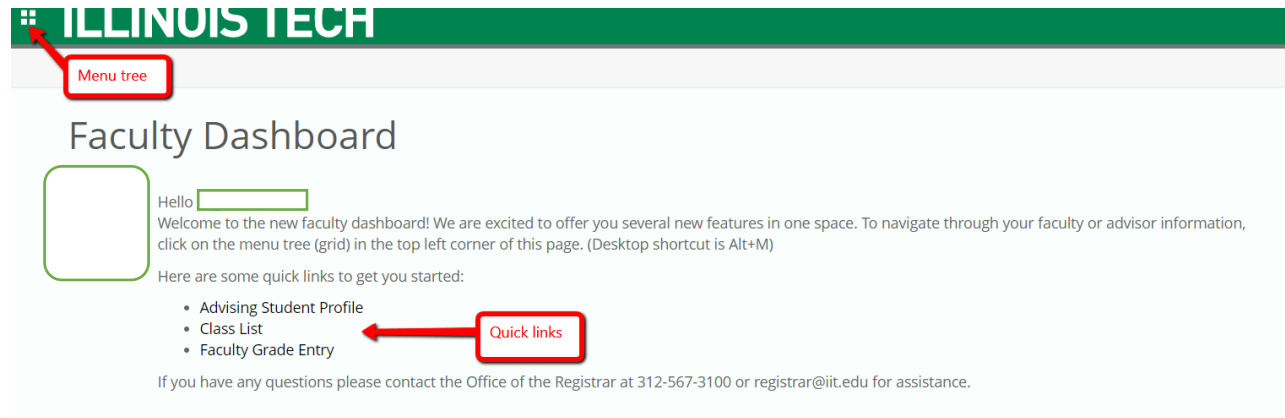 ILLINOIS TECH
Menu tree
Faculty Dashboard
Hello
Welcome to the new faculty dashboard! We are excited to offer you several new features in one space. To navigate through your faculty or advisor information,
click on the menu tree (grid) in the top left corner of this page. (Desktop shortcut is Alt+M)
Here are some quick links to get you started:
• Advising Student Profile
• Class List
• Faculty Grade Entry
Quick links
If you have any questions please contact the Office of the Registrar at 312-567-3100 or registrar@iit.edu for assistance.